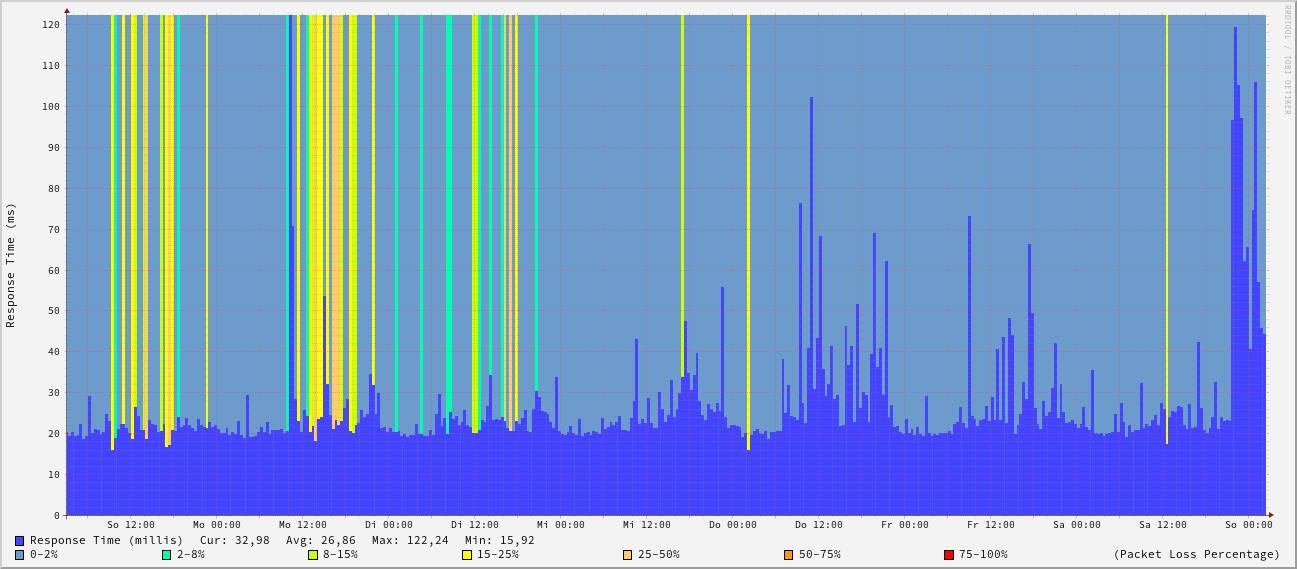 120
110
100
90
80
70
60
50
40
30
20
10
0
Response Time (ms)
RRDTOOL / TOBI OETIKER
So 12:00 Mo 00:00 Mo 12:00 Di 00:00 Di 12:00 Mi 00:00 Mi 12:00 Do 00:00 Do 12:00 Fr 00:00 Fr 12:00 Sa 00:00 Sa 12:00 So 00:00
Response Time (millis) Cur: 32,98 Avg: 26,86 Max: 122,24 Min: 15,92
0-2% 2-8% 8-15% 15-25% 25-50% 50-75% 75-100% (Packet Loss Percentage)